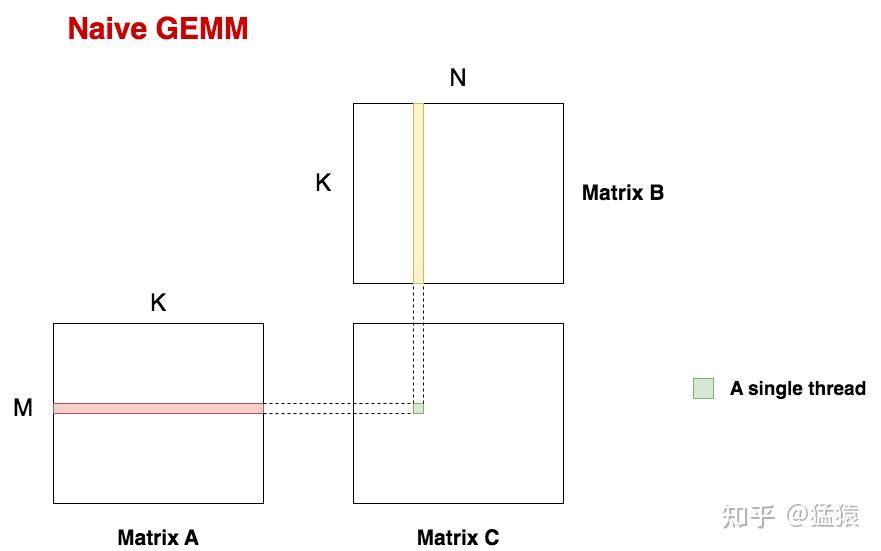 Naive GEMM
N
K
Matrix B
K
M
A single thread
Matrix A
Matrix C
知乎 @猛猿